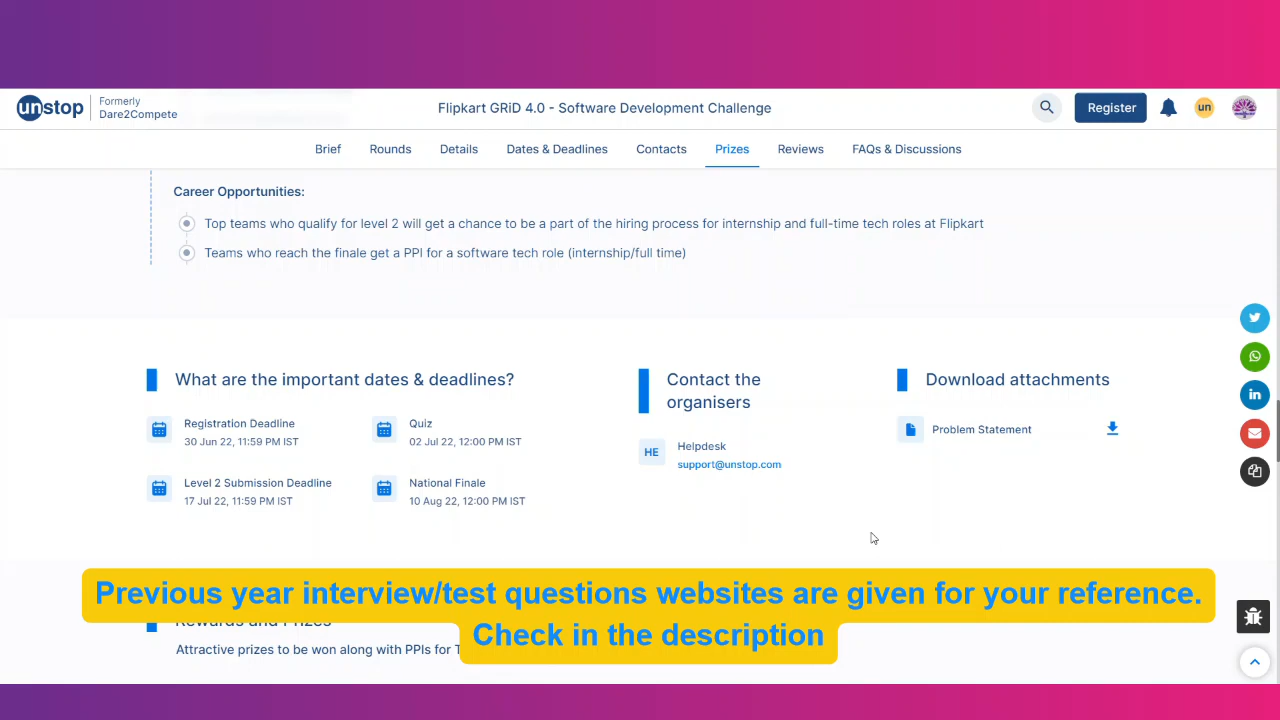 unstop
Formerly
Dare2Compete
Flipkart GRiD 4.0 - Software Development Challenge
Register
un
Brief
Rounds
Details
Dates & Deadlines
Contacts
Prizes
Reviews
FAQs & Discussions
Career Opportunities:
Top teams who qualify for level 2 will get a chance to be a part of the hiring process for internship and full-time tech roles at Flipkart
Teams who reach the finale get a PPI for a software tech role (internship/full time)
What are the important dates & deadlines?
Registration Deadline
30 Jun 22, 11:59 PM IST
Quiz
02 Jul 22, 12:00 PM IST
Level 2 Submission Deadline
17 Jul 22, 11:59 PM IST
National Finale
10 Aug 22, 12:00 PM IST
Contact the
organisers
HE
Helpdesk
support@unstop.com
Download attachments
Problem Statement
in
Previous year interview/test questions websites are given for your reference.
Check in the description
Rewards and Prizes
Attractive prizes to be won along with PPIs for T